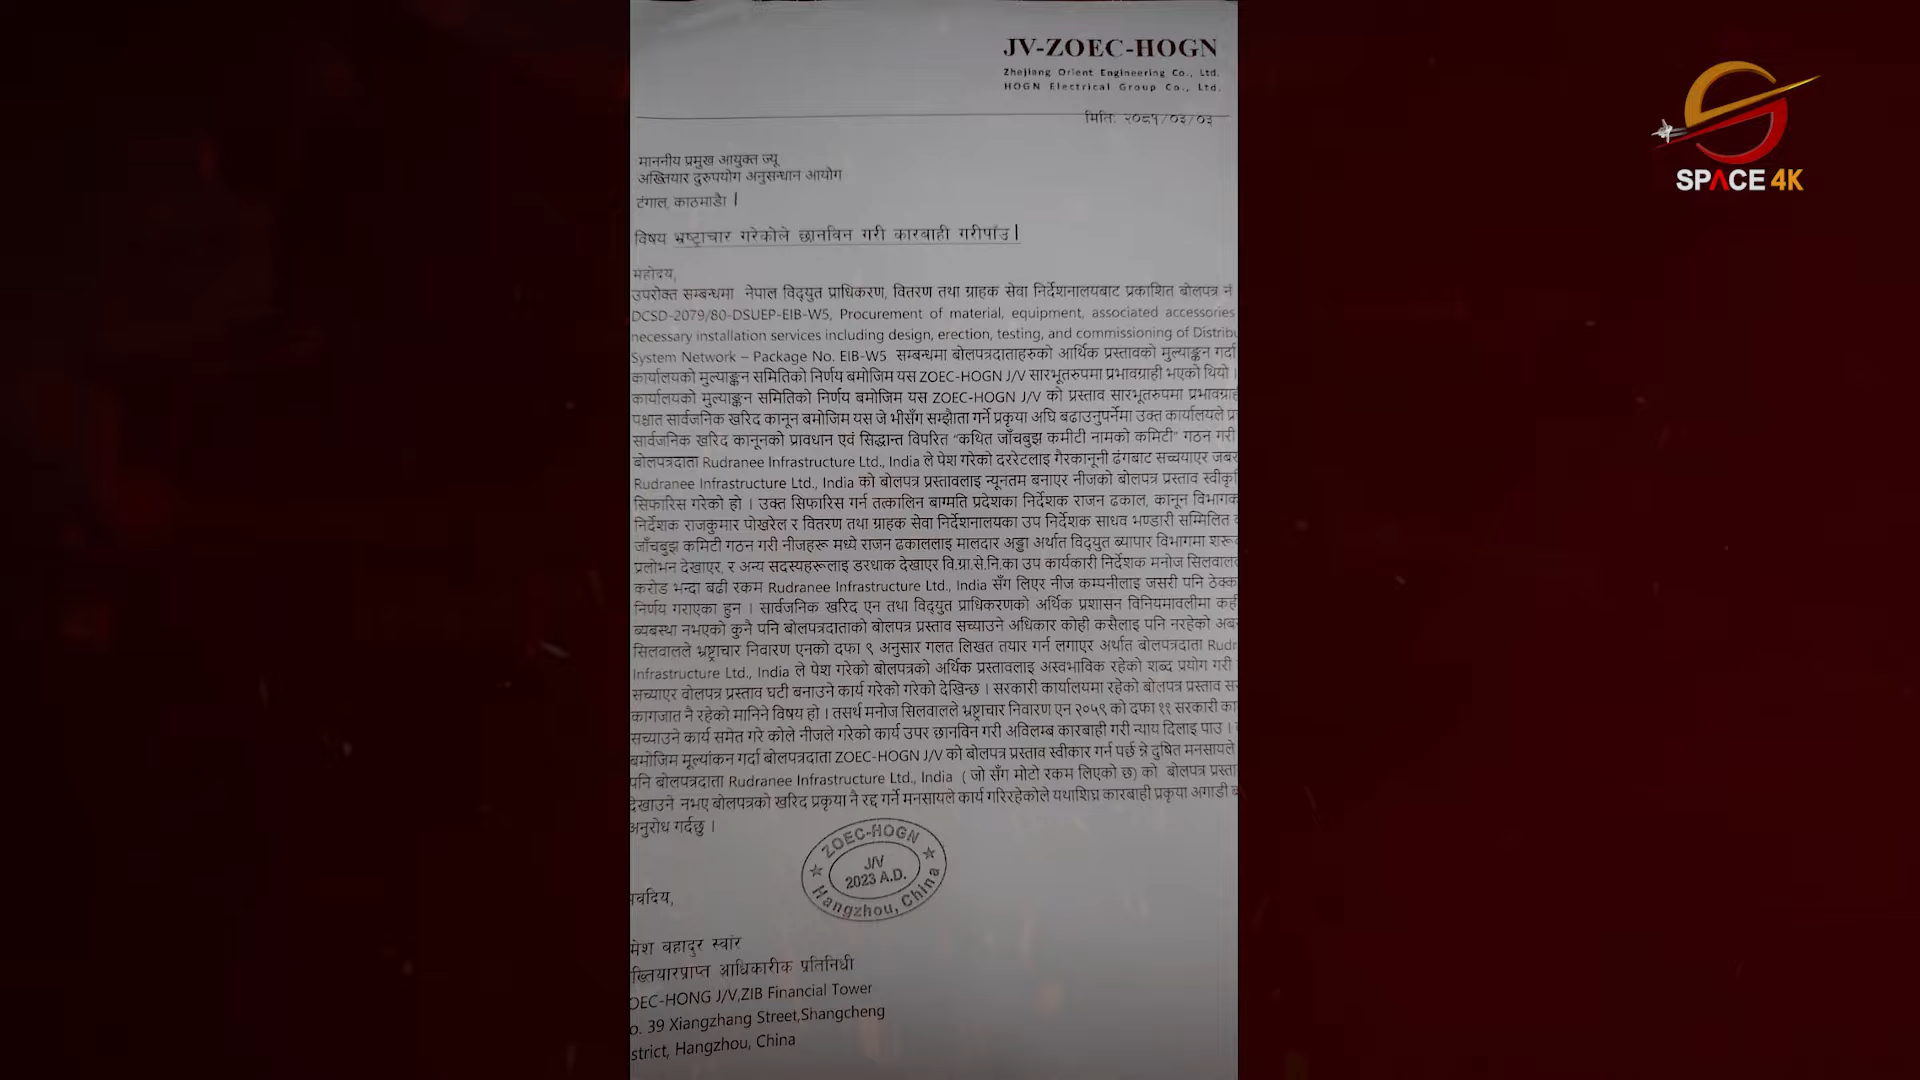 JV-ZOEC-HOGN
Zhejiang Orient Engineering Co., Ltd.
HOGN Electrical Group Co., Ltd.
मिति: २०८१/०३/०३
SPACE 4K
माननीय प्रमुख आयुक्त ज्यू
अख्तियार दुरुपयोग अनुसन्धान आयोग
टंगाल, काठमाडौ |
विषय भ्रष्ट्राचार गरेकोले छानविन गरी कारबाही गरीपाँउ |
महोदय,
उपरोक्त सम्बन्धमा नेपाल विद्युत प्राधिकरण, वितरण तथा ग्राहक सेवा निर्देशनालयबाट प्रकाशित बोलपत्र नं
DCSD-2079/80-DSUEP-EIB-W5, Procurement of material, equipment, associated accessories
necessary installation services including design, erection, testing, and commissioning of Distribu
System Network – Package No. EIB-W5 सम्बन्धमा बोलपत्रदाताहरुको आर्थिक प्रस्तावको मुल्याङ्कन गर्दा
कार्यालयको मुल्याङ्कन समितिको निर्णय बमोजिम यस ZOEC-HOGN J/V सारभूतरुपमा प्रभावग्राही भएको थियो ।
कार्यालयको मुल्याङ्कन समितिको निर्णय बमोजिम यस ZOEC-HOGN J/V को प्रस्ताव सारभूतरुपमा प्रभावग्राह
पश्चात सार्वजनिक खरिद कानून बमोजिम यस जे भीसँग सम्झौता गर्ने प्रकृया अघि बढाउनुपर्नेमा उक्त कार्यालयले प्र
सार्वजनिक खरिद कानूनको प्रावधान एवं सिद्धान्त विपरित “कथित जाँचबुझ कमीटी नामको कमिटी” गठन गरी
बोलपत्रदाता Rudranee Infrastructure Ltd., India ले पेश गरेको दररेटलाइ गैरकानूनी ढंगबाट सच्चयाएर जबर
Rudranee Infrastructure Ltd., India को बोलपत्र प्रस्तावलाइ न्यूनतम बनाएर नीजको बोलपत्र प्रस्ताव स्वीकृ
सिफारिस गरेको हो । उक्त सिफारिस गर्न तत्कालिन बाग्मति प्रदेशका निर्देशक राजन ढकाल, कानून विभागक
निर्देशक राजकुमार पोखरेल र वितरण तथा ग्राहक सेवा निर्देशनालयका उप निर्देशक साधव भण्डारी सम्मिलित
जाँचबुझ कमिटी गठन गरी नीजहरू मध्ये राजन ढकाललाइ मालदार अड्डा अर्थात विद्युत ब्यापार विभागमा शरू
प्रलोभन देखाएर, र अन्य सदस्यहरूलाइ डरधाक देखाएर वि.ग्रा.से.नि.का उप कार्यकारी निर्देशक मनोज सिलवाल
करोड भन्दा बढी रकम Rudranee Infrastructure Ltd., India सँग लिएर नीज कम्पनीलाइ जसरी पनि ठेक्का
निर्णय गराएका हुन । सार्वजनिक खरिद एन तथा विद्युत प्राधिकरणको अर्थिक प्रशासन विनियमावलीमा कही
ब्यबस्था नभएको कुनै पनि बोलपत्रदाताको बोलपत्र प्रस्ताव सच्याउने अधिकार कोही कसैलाइ पनि नरहेको अब
सिलवालले भ्रष्ट्राचार निवारण एनको दफा ९ अनुसार गलत लिखत तयार गर्न लगाएर अर्थात बोलपत्रदाता Rudr
Infrastructure Ltd., India ले पेश गरेको बोलपत्रको अर्थिक प्रस्तावलाइ अस्वभाविक रहेको शब्द प्रयोग गरी
सच्याएर वोलपत्र प्रस्ताव घटी बनाउने कार्य गरेको गरेको देखिन्छ । सरकारी कार्यालयमा रहेको बोलपत्र प्रस्ताव स
कागजात नै रहेको मानिने विषय हो । तसर्थ मनोज सिलवालले भ्रष्ट्राचार निवारण एन २०५९ को दफा ११ सरकारी का
सच्याउने कार्य समेत गरे कोले नीजले गरेको कार्य उपर छानविन गरी अविलम्ब कारबाही गरी न्याय दिलाइ पाउ ।
बमोजिम मूल्यांकन गर्दा बोलपत्रदाता ZOEC-HOGN J/V को बोलपत्र प्रस्ताव स्वीकार गर्न पर्छ न्ने दुषित मनसायले
पनि बोलपत्रदाता Rudranee Infrastructure Ltd., India ( जो सँग मोटो रकम लिएको छ) को बोलपत्र प्रस्ता
देखाउने नभए बोलपत्रको खरिद प्रकृया नै रद्द गर्ने मनसायले कार्य गरिरहेकोले यथाशिघ्र कारबाही प्रकृया अगाडी ब
अनुरोध गर्दछु ।
ZOEC-HOGN
J/V
2023 A.D.
Hangzhou, China
वदिय,
मेश वहादुर स्वांर
ख्तियारप्राप्त आधिकारीक प्रतिनिधी
OEC-HONG J/V,ZIB Financial Tower
o. 39 Xiangzhang Street,Shangcheng
strict, Hangzhou, China